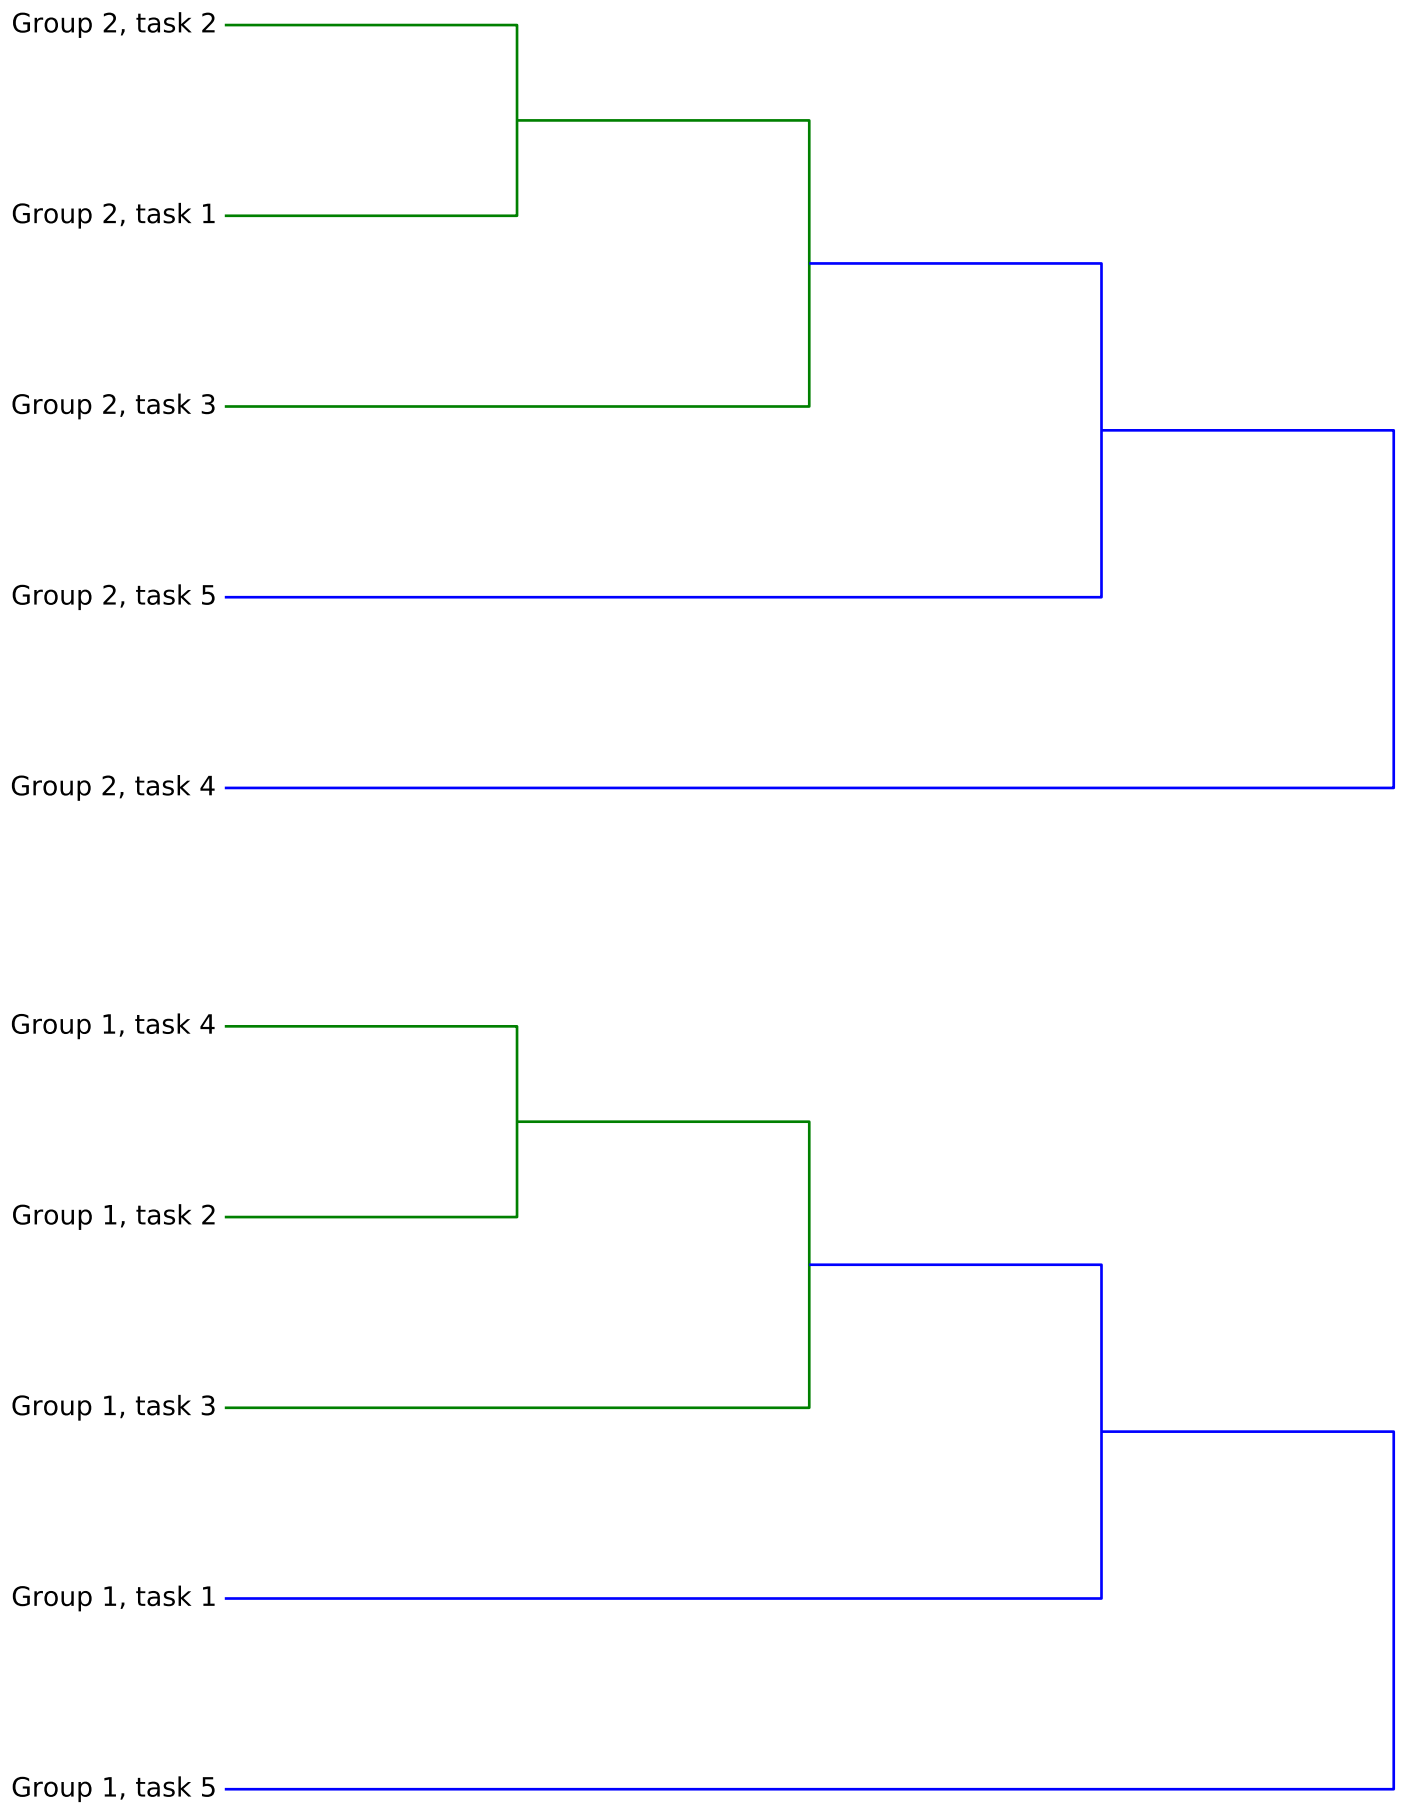 Group 2, task 2
Group 2, task 1
Group 2, task 3
Group 2, task 5
Group 2, task 4
Group 1, task 4
Group 1, task 2
Group 1, task 3
Group 1, task 1
Group 1, task 5